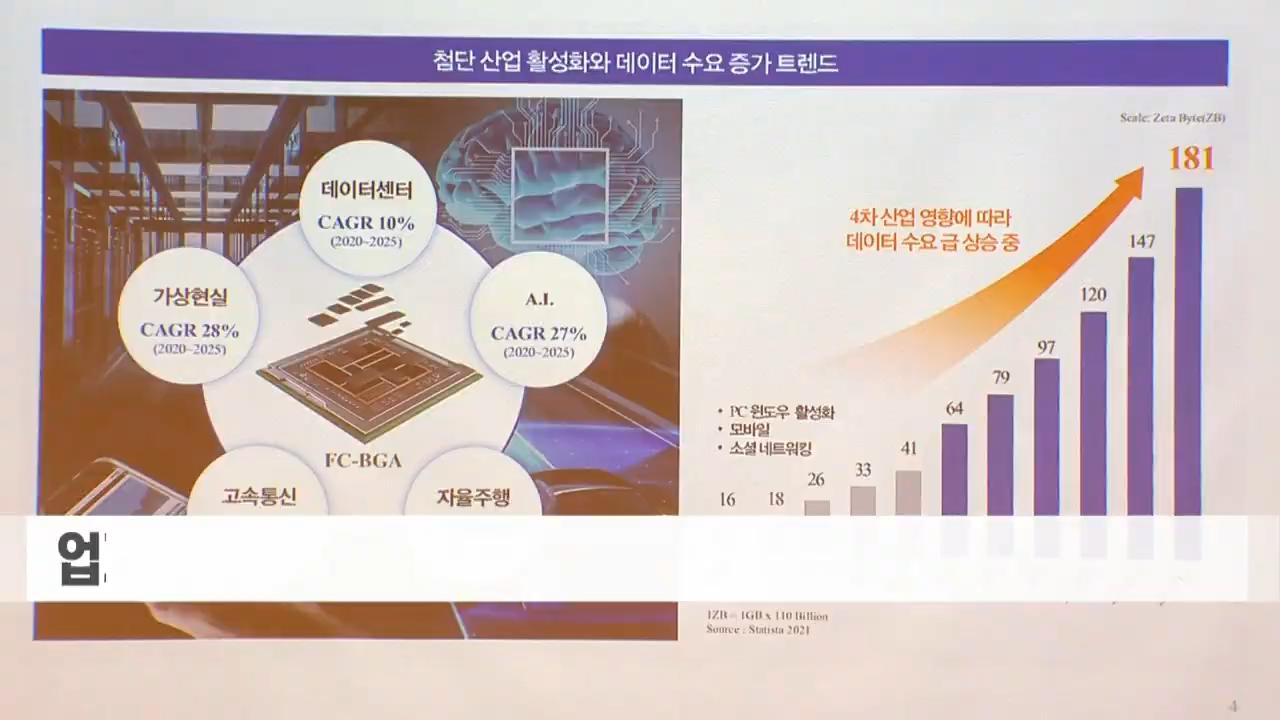 첨단 산업 활성화와 데이터 수요 증가 트렌드
Scale: Zeta Byte(ZB)
데이터센터
CAGR 10%
(2020~2025)
가상현실
CAGR 28%
(2020~2025)
A.I.
CAGR 27%
(2020~2025)
FC-BGA
고속통신
자율주행
4차 산업 영향에 따라
데이터 수요 급 상승 중
• PC 윈도우 활성화
• 모바일
• 소셜 네트워킹
16
18
26
33
41
64
79
97
120
147
181
업
1ZB = 1GB x 110 Billion
Source : Statista 2021
4